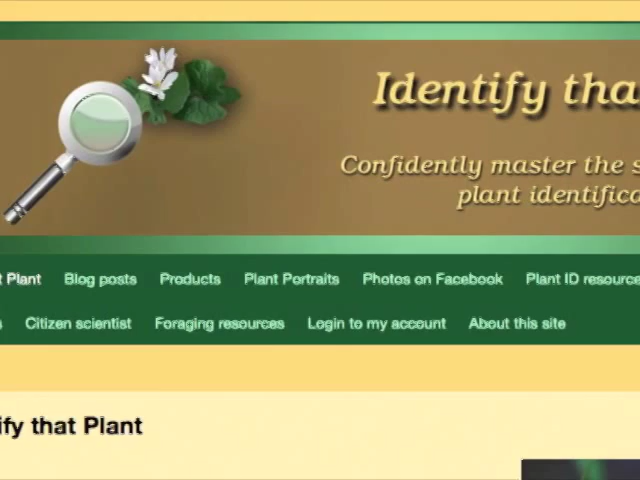 Identify tha
Confidently master the s
plant identifica
t Plant Blog posts Products Plant Portraits Photos on Facebook Plant ID resource
s Citizen scientist Foraging resources Login to my account About this site
ify that Plant